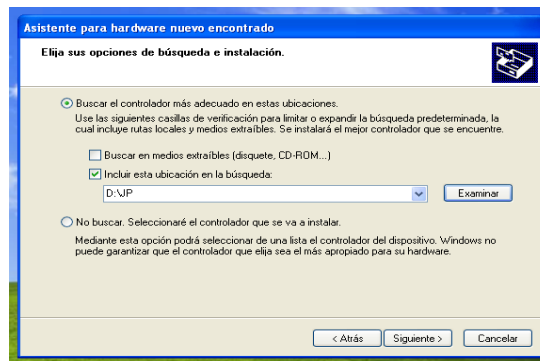 Asistente para hardware nuevo encontrado
Elija sus opciones de búsqueda e instalación.
Buscar el controlador más adecuado en estas ubicaciones.
Use las siguientes casillas de verificación para limitar o expandir la búsqueda predeterminada, la
cual incluye rutas locales y medios extraíbles. Se instalará el mejor controlador que se encuentre.
Buscar en medios extraíbles (disquete, CD-ROM...)
Incluir esta ubicación en la búsqueda:
D:\JP
Examinar
No buscar. Seleccionaré el controlador que se va a instalar.
Mediante esta opción podrá seleccionar de una lista el controlador del dispositivo. Windows no
puede garantizar que el controlador que elija sea el más apropiado para su hardware.
< Atrás
Siguiente >
Cancelar